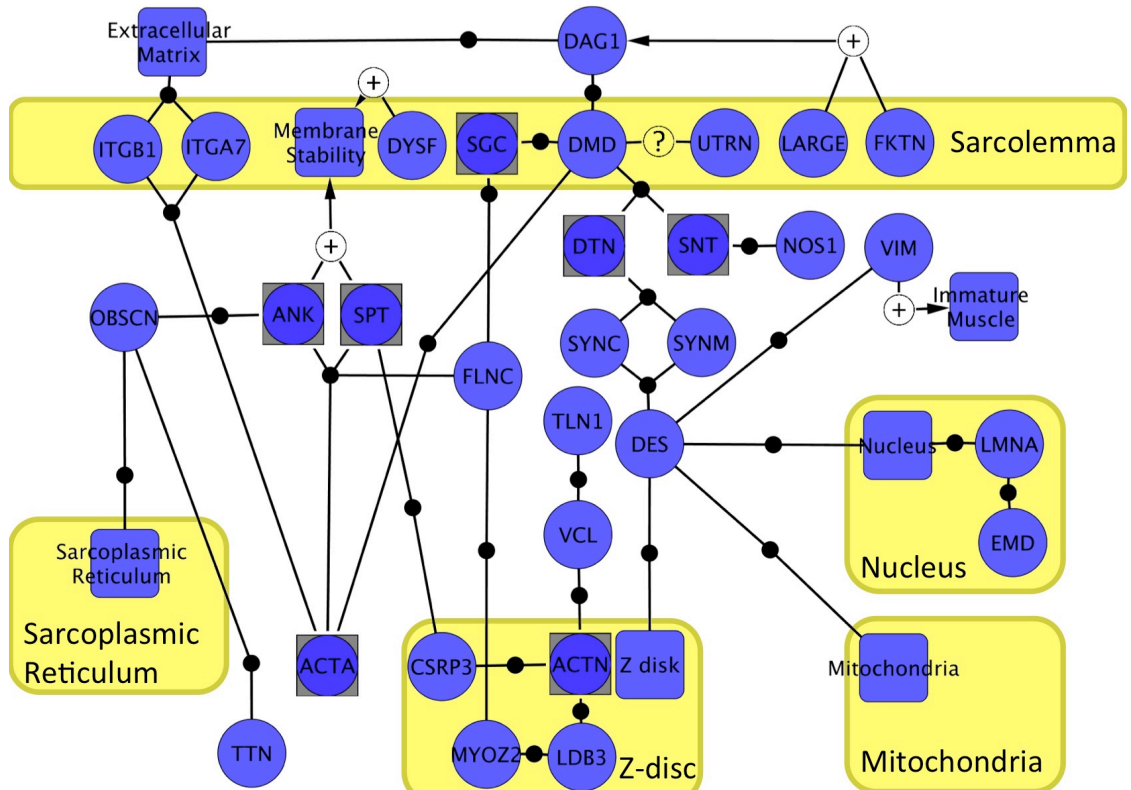 Extracellular
Matrix
DAG1
+
+
ITGB1
ITGA7
Membrane
Stability
DYSF
SGC
DMD
?
UTRN
LARGE
FKTN
Sarcolemma
+
DTN
SNT
NOS1
VIM
OBSCN
ANK
SPT
+
Immature
Muscle
SYNC
SYNM
FLNC
TLN1
DES
Nucleus
LMNA
VCL
EMD
Nucleus
Sarcoplasmic
Reticulum
Sarcoplasmic
Reticulum
ACTA
CSRP3
ACTN
Z disk
Mitochondria
TTN
MYOZ2
LDB3
Z-disc
Mitochondria